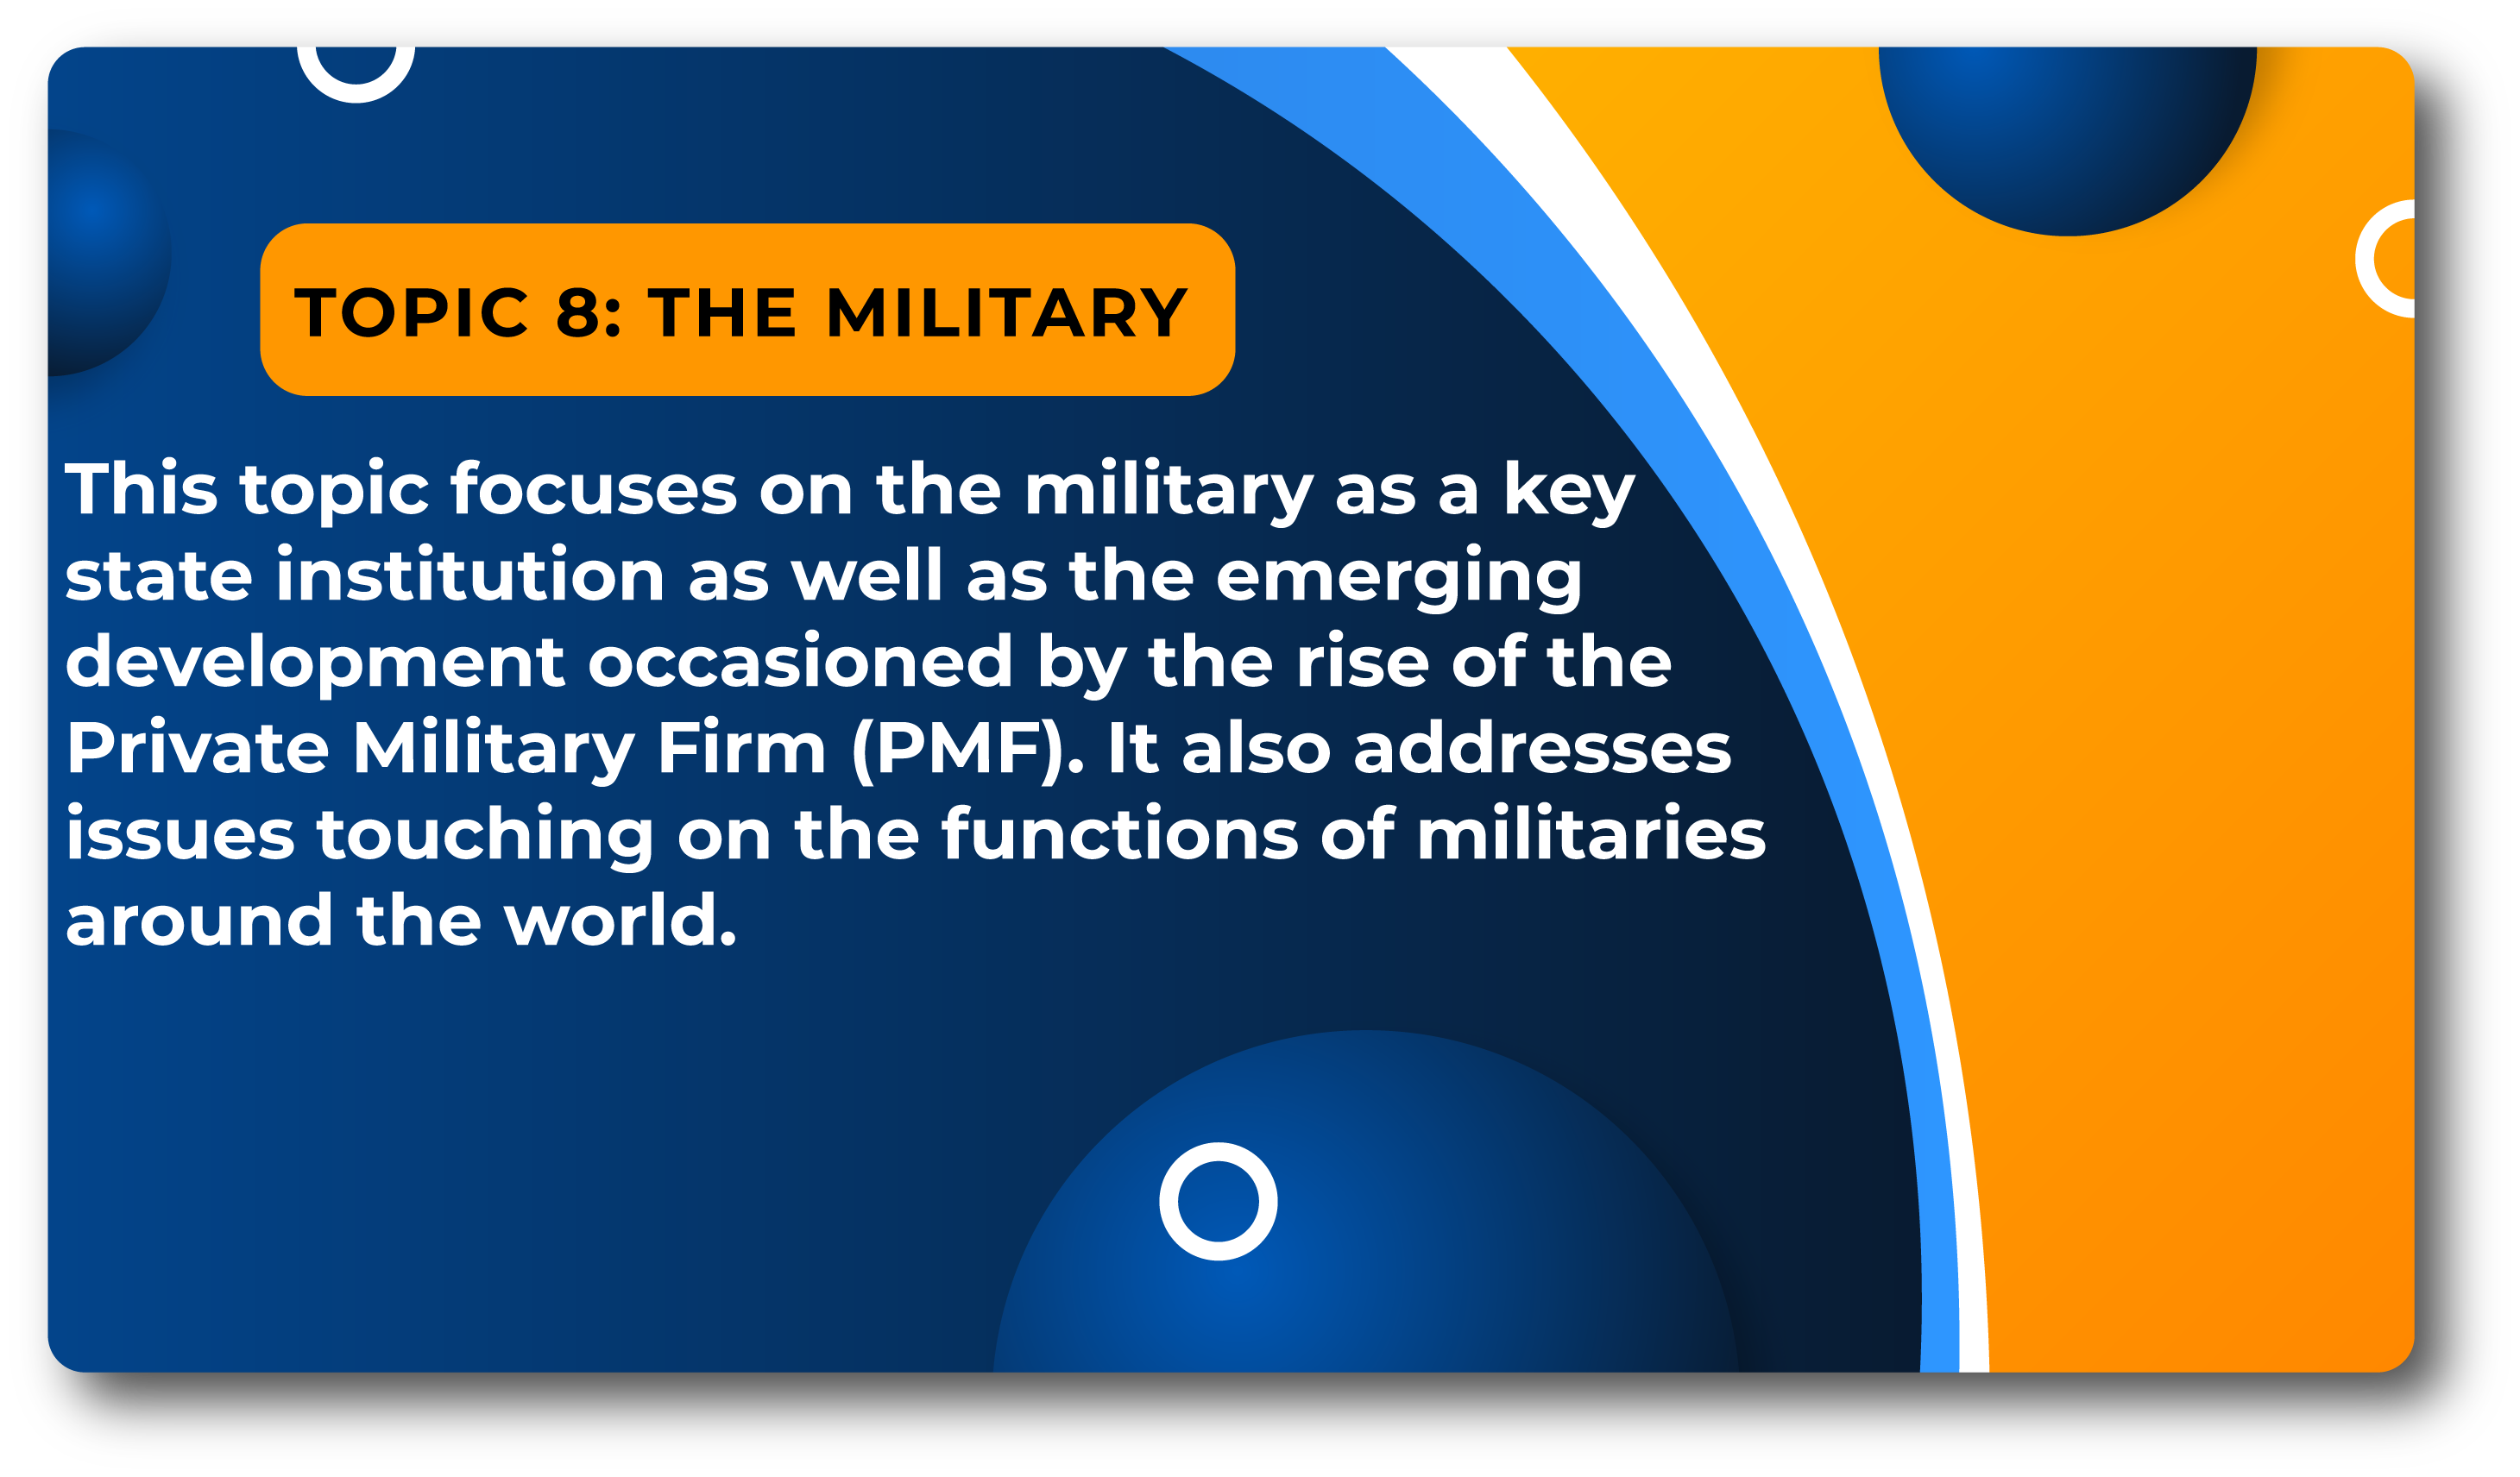 TOPIC 8: THE MILITARY
This topic focuses on the military as a key
state institution as well as the emerging
development occasioned by the rise of the
Private Military Firm (PMF). It also addresses
issues touching on the functions of militaries
around the world.